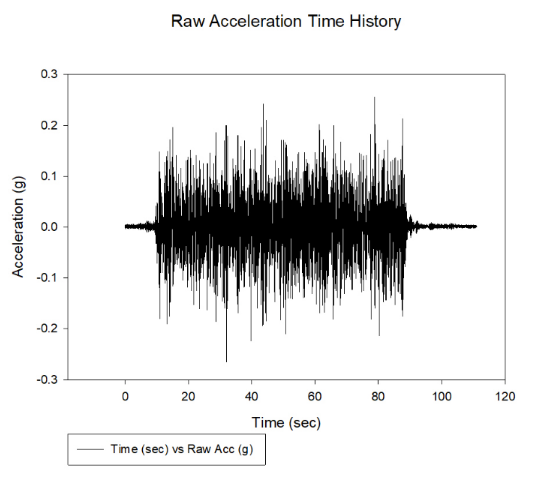 Raw Acceleration Time History
0.3
0.2
0.1
0.0
-0.1
-0.2
-0.3
Acceleration (g)
0 20 40 60 80 100 120
Time (sec)
Time (sec) vs Raw Acc (g)